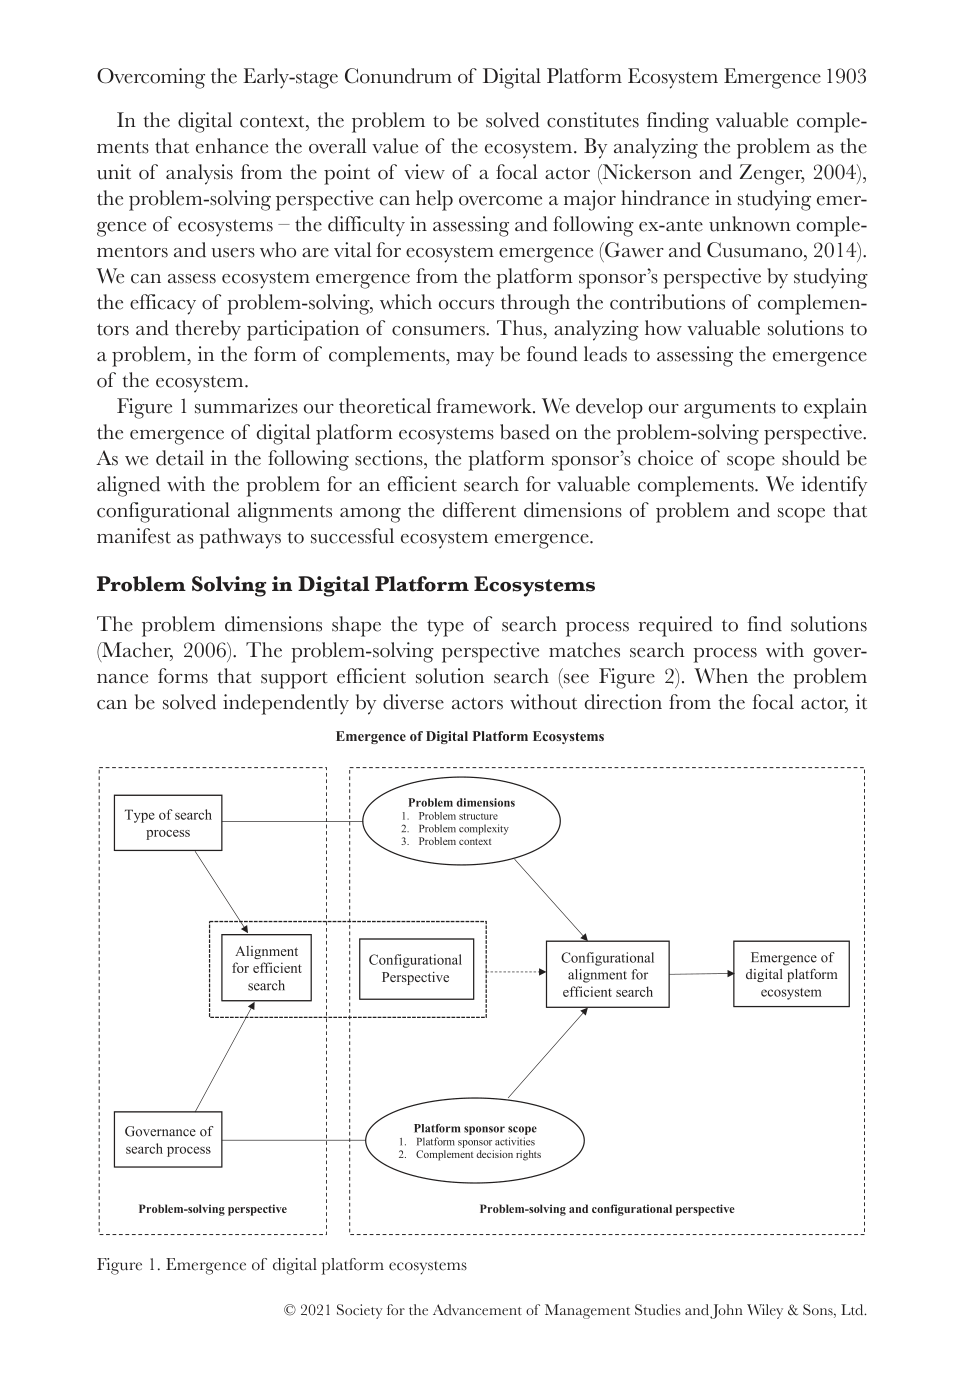 Overcoming the Early-stage Conundrum of Digital Platform Ecosystem Emergence 1903
In the digital context, the problem to be solved constitutes finding valuable comple-
ments that enhance the overall value of the ecosystem. By analyzing the problem as the
unit of analysis from the point of view of a focal actor (Nickerson and Zenger, 2004),
the problem-solving perspective can help overcome a major hindrance in studying emer-
gence of ecosystems – the difficulty in assessing and following ex-ante unknown comple-
mentors and users who are vital for ecosystem emergence (Gawer and Cusumano, 2014).
We can assess ecosystem emergence from the platform sponsor’s perspective by studying
the efficacy of problem-solving, which occurs through the contributions of complemen-
tors and thereby participation of consumers. Thus, analyzing how valuable solutions to
a problem, in the form of complements, may be found leads to assessing the emergence
of the ecosystem.
Figure 1 summarizes our theoretical framework. We develop our arguments to explain
the emergence of digital platform ecosystems based on the problem-solving perspective.
As we detail in the following sections, the platform sponsor’s choice of scope should be
aligned with the problem for an efficient search for valuable complements. We identify
configurational alignments among the different dimensions of problem and scope that
manifest as pathways to successful ecosystem emergence.
Problem Solving in Digital Platform Ecosystems
The problem dimensions shape the type of search process required to find solutions
(Macher, 2006). The problem-solving perspective matches search process with gover-
nance forms that support efficient solution search (see Figure 2). When the problem
can be solved independently by diverse actors without direction from the focal actor, it
Emergence of Digital Platform Ecosystems
Type of search
process
Problem dimensions
1. Problem structure
2. Problem complexity
3. Problem context
Alignment
for efficient
search
Configurational
Perspective
Configurational
alignment for
efficient search
Emergence of
digital platform
ecosystem
Governance of
search process
Platform sponsor scope
1. Platform sponsor activities
2. Complement decision rights
Problem-solving perspective
Problem-solving and configurational perspective
Figure 1. Emergence of digital platform ecosystems
© 2021 Society for the Advancement of Management Studies and John Wiley & Sons, Ltd.